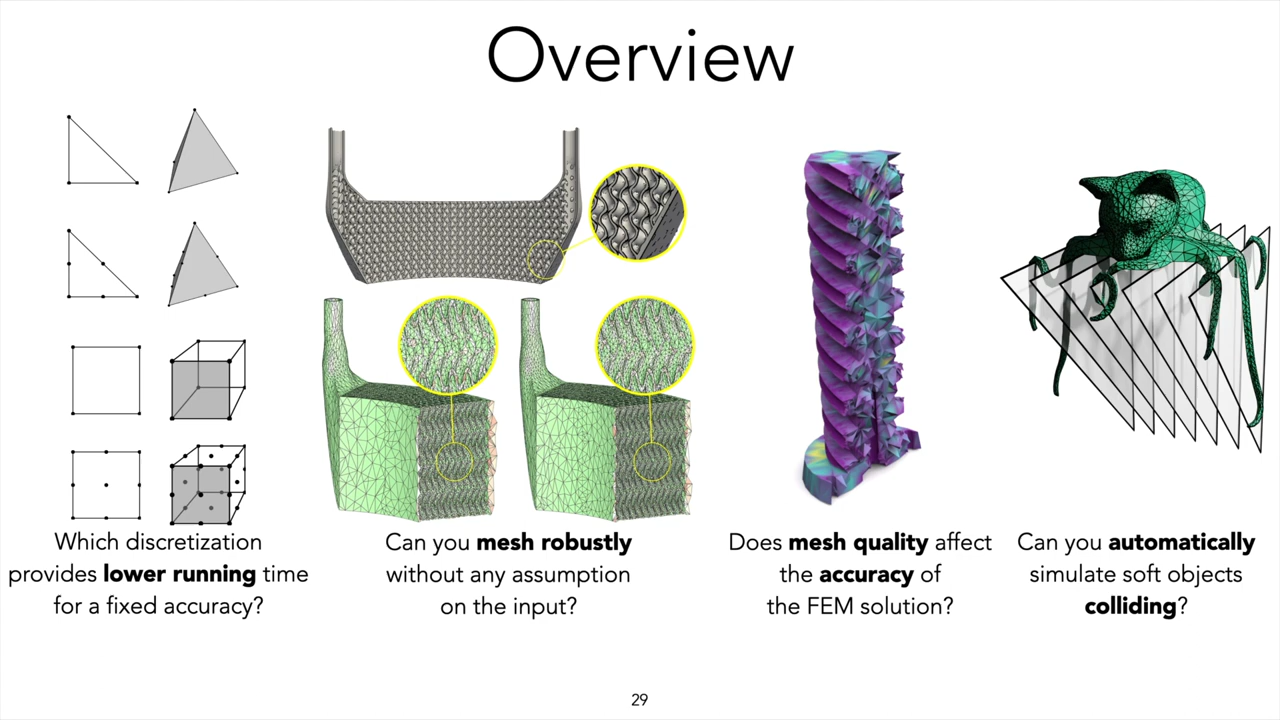 Overview
Which discretization
provides lower running time
for a fixed accuracy?
Can you mesh robustly
without any assumption
on the input?
Does mesh quality affect
the accuracy of
the FEM solution?
Can you automatically
simulate soft objects
colliding?
29